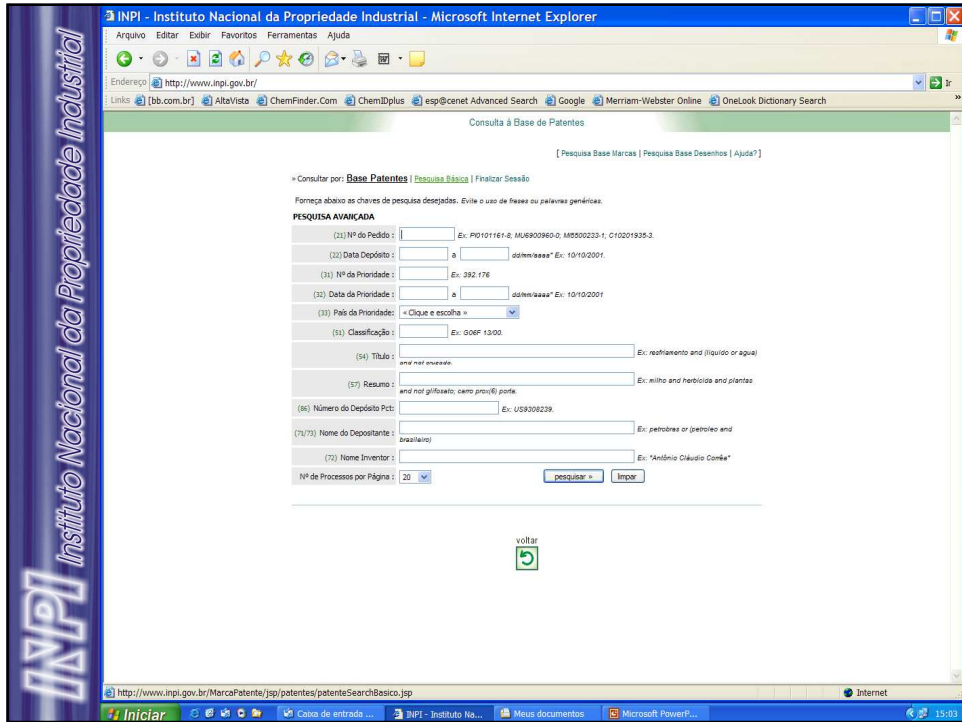 INPI Instituto Nacional da Propriedade Industrial
INPI - Instituto Nacional da Propriedade Industrial - Microsoft Internet Explorer
Arquivo Editar Exibir Favoritos Ferramentas Ajuda
Endereço http://www.inpi.gov.br/ Ir
Links [bb.com.br] AltaVista ChemFinder.Com ChemIDplus esp@cenet Advanced Search Google Merriam-Webster Online OneLook Dictionary Search »
Consulta à Base de Patentes
[ Pesquisa Base Marcas | Pesquisa Base Desenhos | Ajuda? ]
» Consultar por: Base Patentes | Pesquisa Básica | Finalizar Sessão
Forneça abaixo as chaves de pesquisa desejadas. Evite o uso de frases ou palavras genéricas.
PESQUISA AVANÇADA
(21) Nº do Pedido : Ex: PI0101161-8; MU6900960-0; MI5500233-1; C10201935-3.
(22) Data Depósito : a dd/mm/aaaa* Ex: 10/10/2001.
(31) Nº da Prioridade : Ex: 392.176
(32) Data da Prioridade : a dd/mm/aaaa* Ex: 10/10/2001
(33) País da Prioridade: « Clique e escolha »
(51) Classificação : Ex: G06F 13/00.
(54) Título : Ex: resfriamento and (liquido or agua)
and not cruzado.
(57) Resumo : Ex: milho and herbicida and plantas
and not glifosato; carro prox(6) porta.
(86) Número do Depósito Pct: Ex: US9308239.
(71/73) Nome do Depositante : Ex: petrobras or (petroleo and
brasileiro)
(72) Nome Inventor : Ex: "Antônio Cláudio Corrêa"
Nº de Processos por Página : 20 pesquisar » limpar
voltar
http://www.inpi.gov.br/MarcaPatente/jsp/patentes/patenteSearchBasico.jsp Internet
Iniciar Caixa de entrada ... INPI - Instituto Na... Meus documentos Microsoft PowerP... 15:03